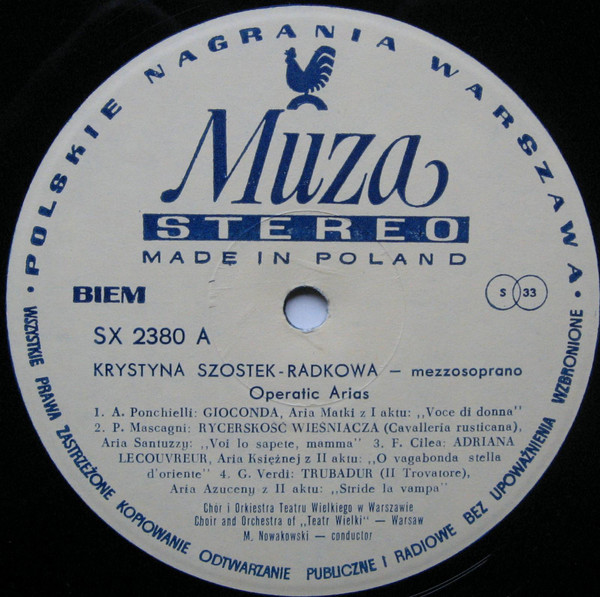 POLSKIE NAGRANIA WARSZAWA
Muza
STEREO
MADE IN POLAND
BIEM
S 33
SX 2380 A
KRYSTYNA SZOSTEK-RADKOWA – mezzosoprano
Operatic Arias
1. A. Ponchielli: GIOCONDA, Aria Matki z I aktu: „Voce di donna"
2. P. Mascagni: RYCERSKOŚĆ WIEŚNIACZA (Cavalleria rusticana),
Aria Santuzzy: „Voi lo sapete, mamma" 3. F. Cilea: ADRIANA
LECOUVREUR, Aria Księżnej z II aktu: „O vagabonda stella
d'oriente" 4. G. Verdi: TRUBADUR (Il Trovatore),
Aria Azuceny z II aktu: „Stride la vampa"
Chór i Orkiestra Teatru Wielkiego w Warszawie
Choir and Orchestra of „Teatr Wielki" – Warsaw
M. Nowakowski – conductor
WSZYSTKIE PRAWA ZASTRZEŻONE KOPIOWANIE ODTWARZANIE PUBLICZNE I RADIOWE BEZ UPOWAŻNIENIA WZBRONIONE